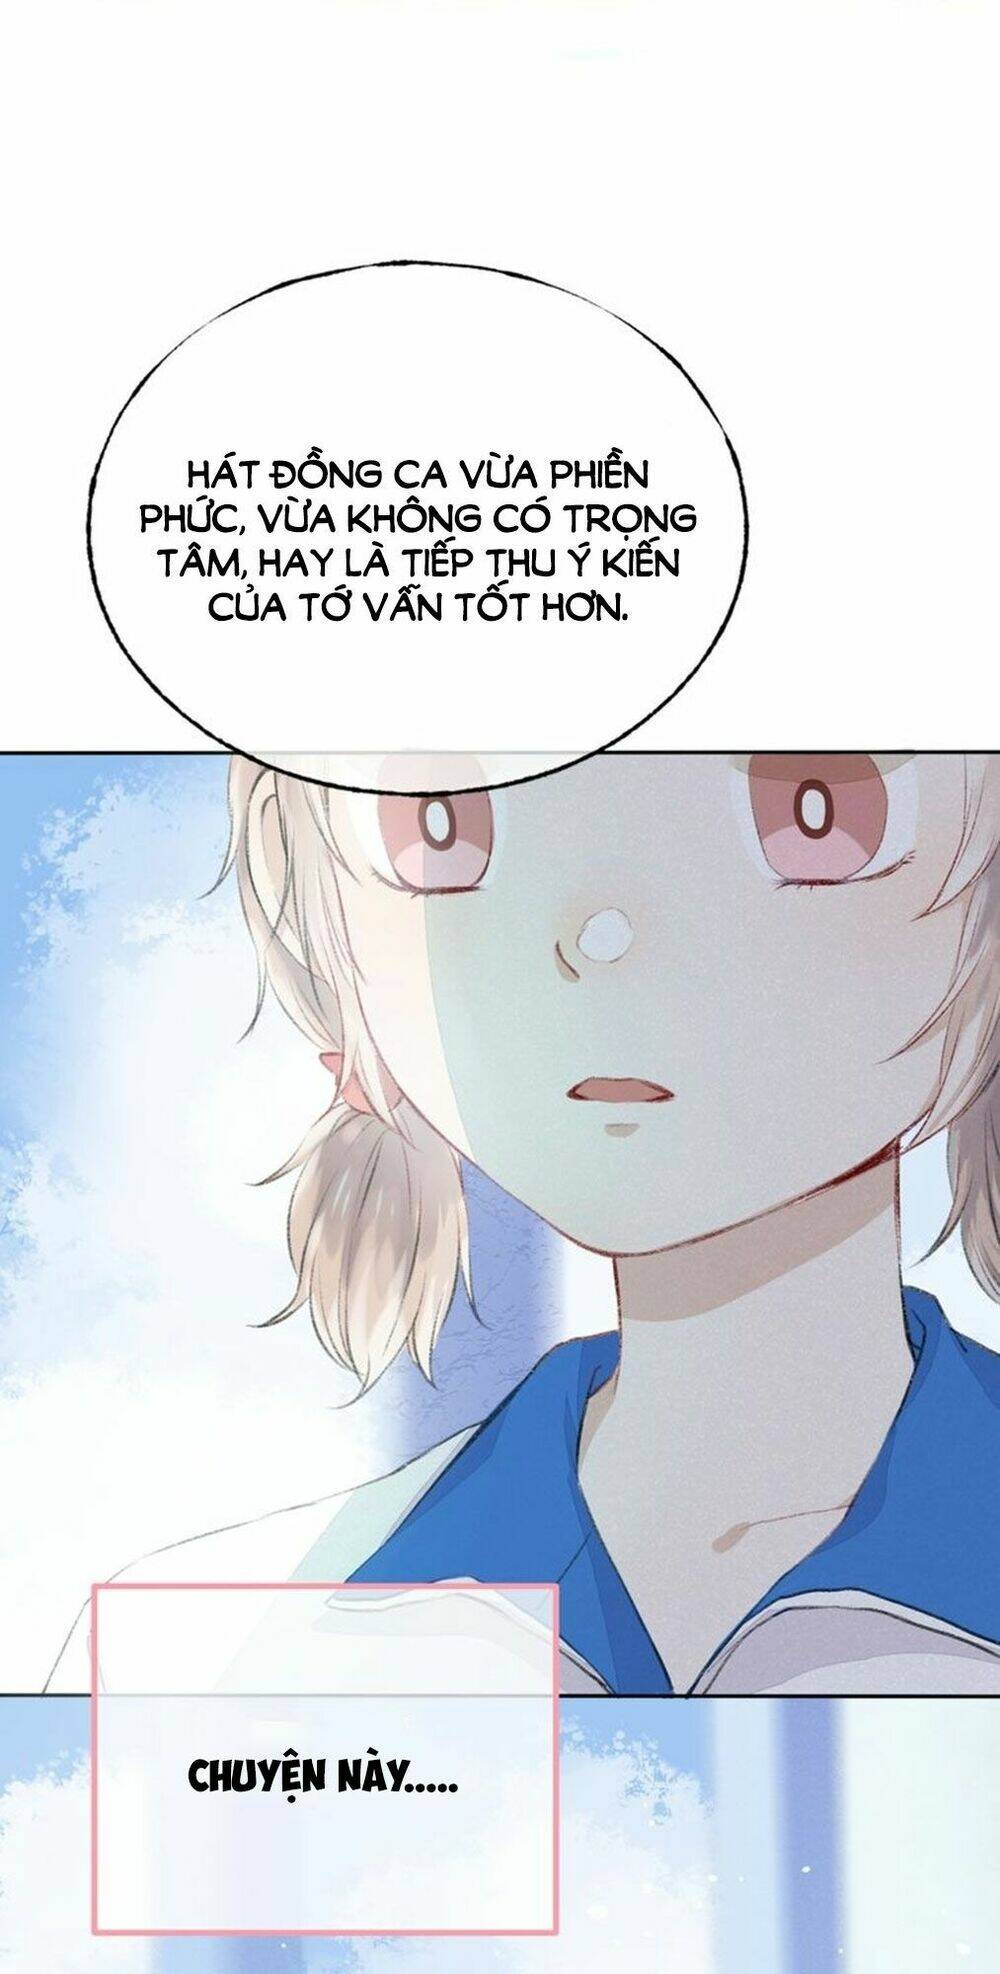 HÁT ĐỒNG CA VỪA PHIỀN
PHỨC, VỪA KHÔNG CÓ TRỌNG
TÂM, HAY LÀ TIẾP THU Ý KIẾN
CỦA TỚ VẪN TỐT HƠN.
CHUYỆN NÀY.....